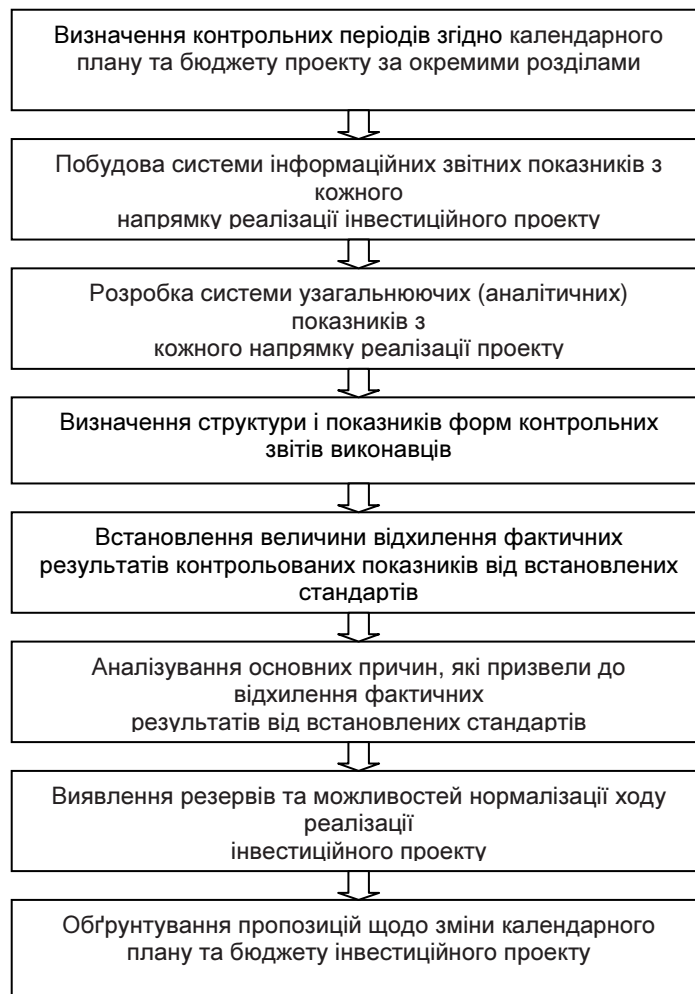 Визначення контрольних періодів згідно календарного
плану та бюджету проекту за окремими розділами
Побудова системи інформаційних звітних показників з
кожного
напрямку реалізації інвестиційного проекту
Розробка системи узагальнюючих (аналітичних)
показників з
кожного напрямку реалізації проекту
Визначення структури і показників форм контрольних
звітів виконавців
Встановлення величини відхилення фактичних
результатів контрольованих показників від встановлених
стандартів
Аналізування основних причин, які призвели до
відхилення фактичних
результатів від встановлених стандартів
Виявлення резервів та можливостей нормалізації ходу
реалізації
інвестиційного проекту
Обґрунтування пропозицій щодо зміни календарного
плану та бюджету інвестиційного проекту